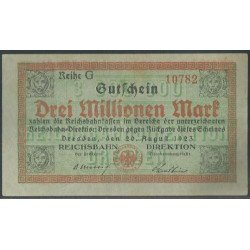 Reihe G
10782
Gutschein
Drei Millionen Mark
zahlen die Reichsbahnkassen im Bereiche der unterzeichneten
Reichsbahn-Direktion Dresden gegen Rückgabe dieses Scheines
Dresden, den 20. August 1923
REICHSBAHN DIREKTION